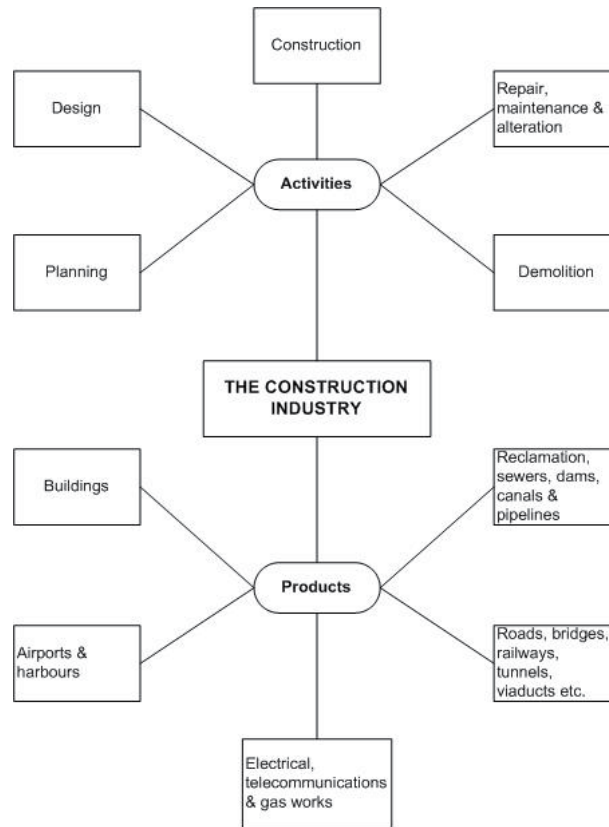 Construction
Design
Repair,
maintenance &
alteration
Activities
Planning
Demolition
THE CONSTRUCTION
INDUSTRY
Buildings
Reclamation,
sewers, dams,
canals &
pipelines
Products
Airports &
harbours
Roads, bridges,
railways,
tunnels,
viaducts etc.
Electrical,
telecommunications
& gas works